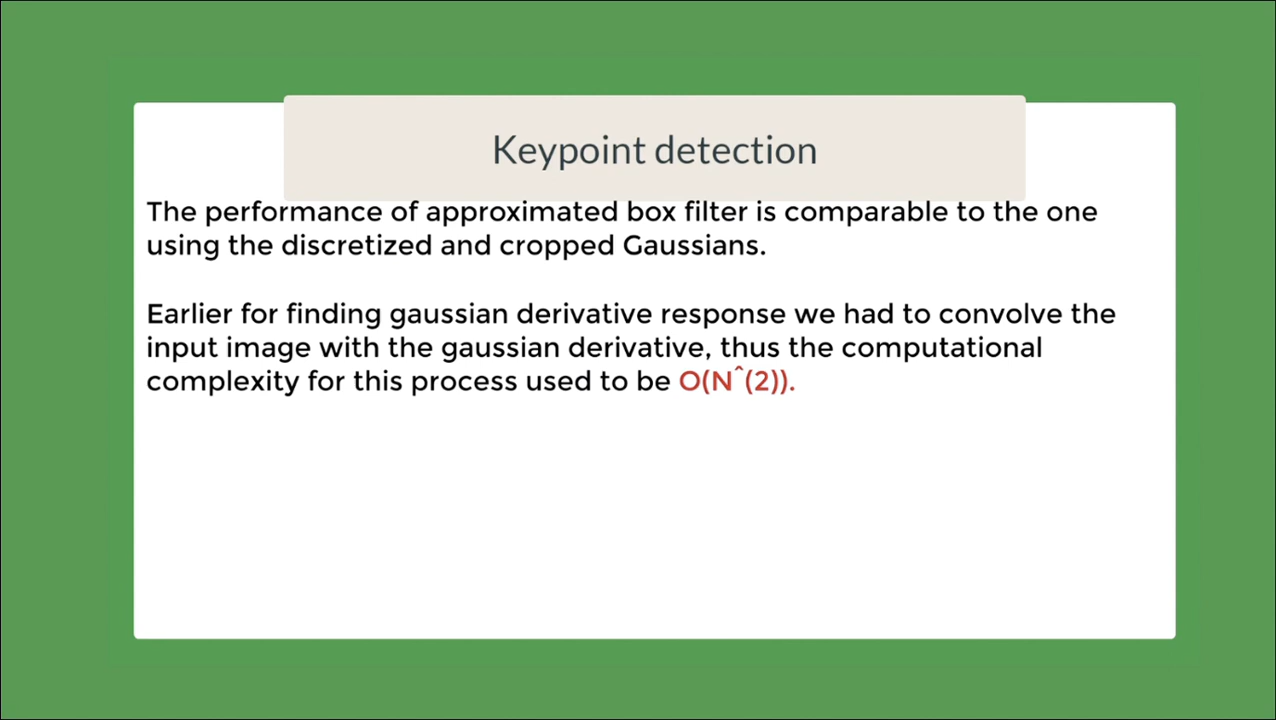 Keypoint detection
The performance of approximated box filter is comparable to the one
using the discretized and cropped Gaussians.
Earlier for finding gaussian derivative response we had to convolve the
input image with the gaussian derivative, thus the computational
complexity for this process used to be O(N^(2)).